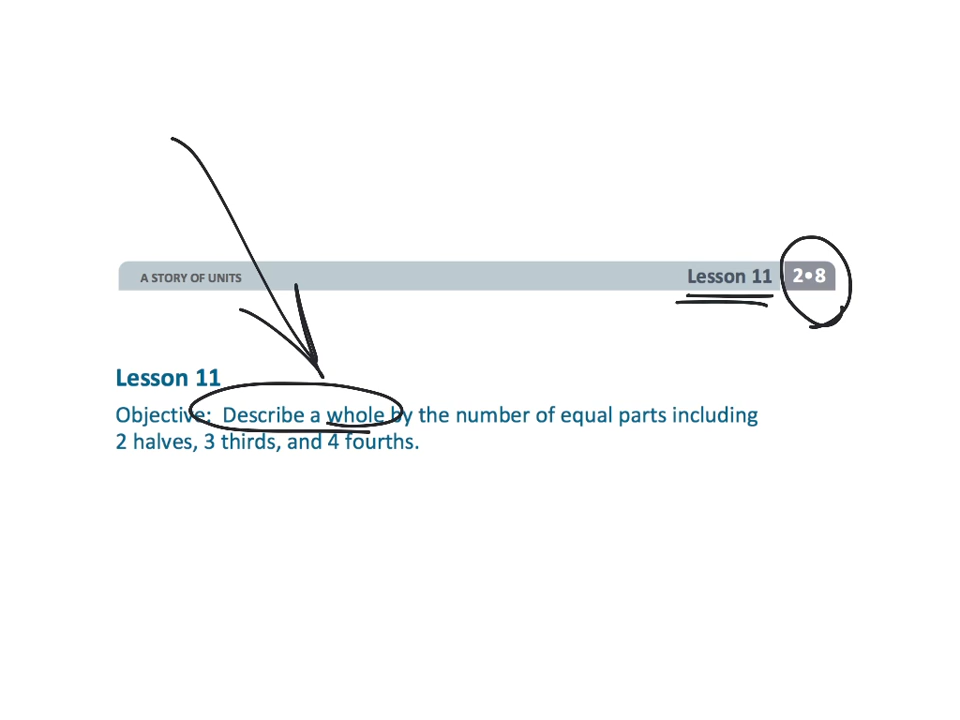 A STORY OF UNITS Lesson 11 2•8
Lesson 11
Objective: Describe a whole by the number of equal parts including
2 halves, 3 thirds, and 4 fourths.